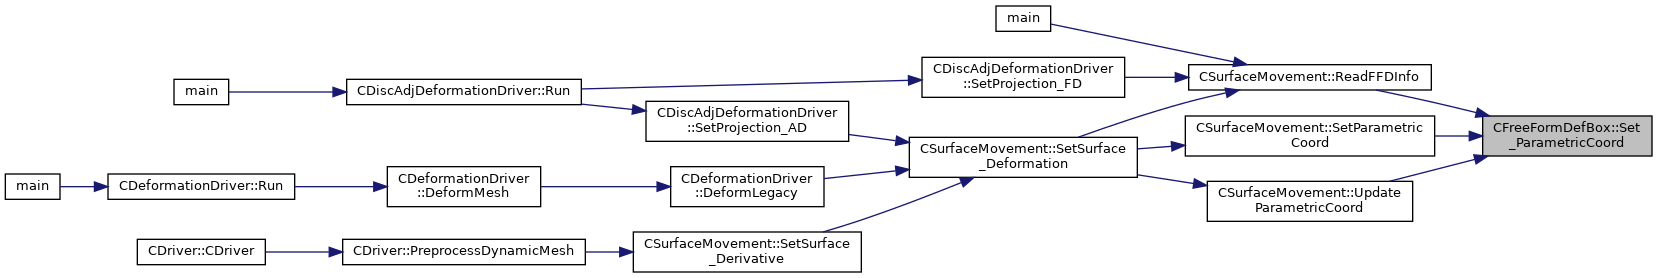 main
CSurfaceMovement::ReadFFDInfo
CDiscAdjDeformationDriver
::SetProjection_FD
main
CDiscAdjDeformationDriver::Run
CDiscAdjDeformationDriver
::SetProjection_AD
CSurfaceMovement::SetParametric
Coord
CFreeFormDefBox::Set
_ParametricCoord
CSurfaceMovement::SetSurface
_Deformation
main
CDeformationDriver::Run
CDeformationDriver
::DeformMesh
CDeformationDriver
::DeformLegacy
CSurfaceMovement::Update
ParametricCoord
CDriver::CDriver
CDriver::PreprocessDynamicMesh
CSurfaceMovement::SetSurface
_Derivative